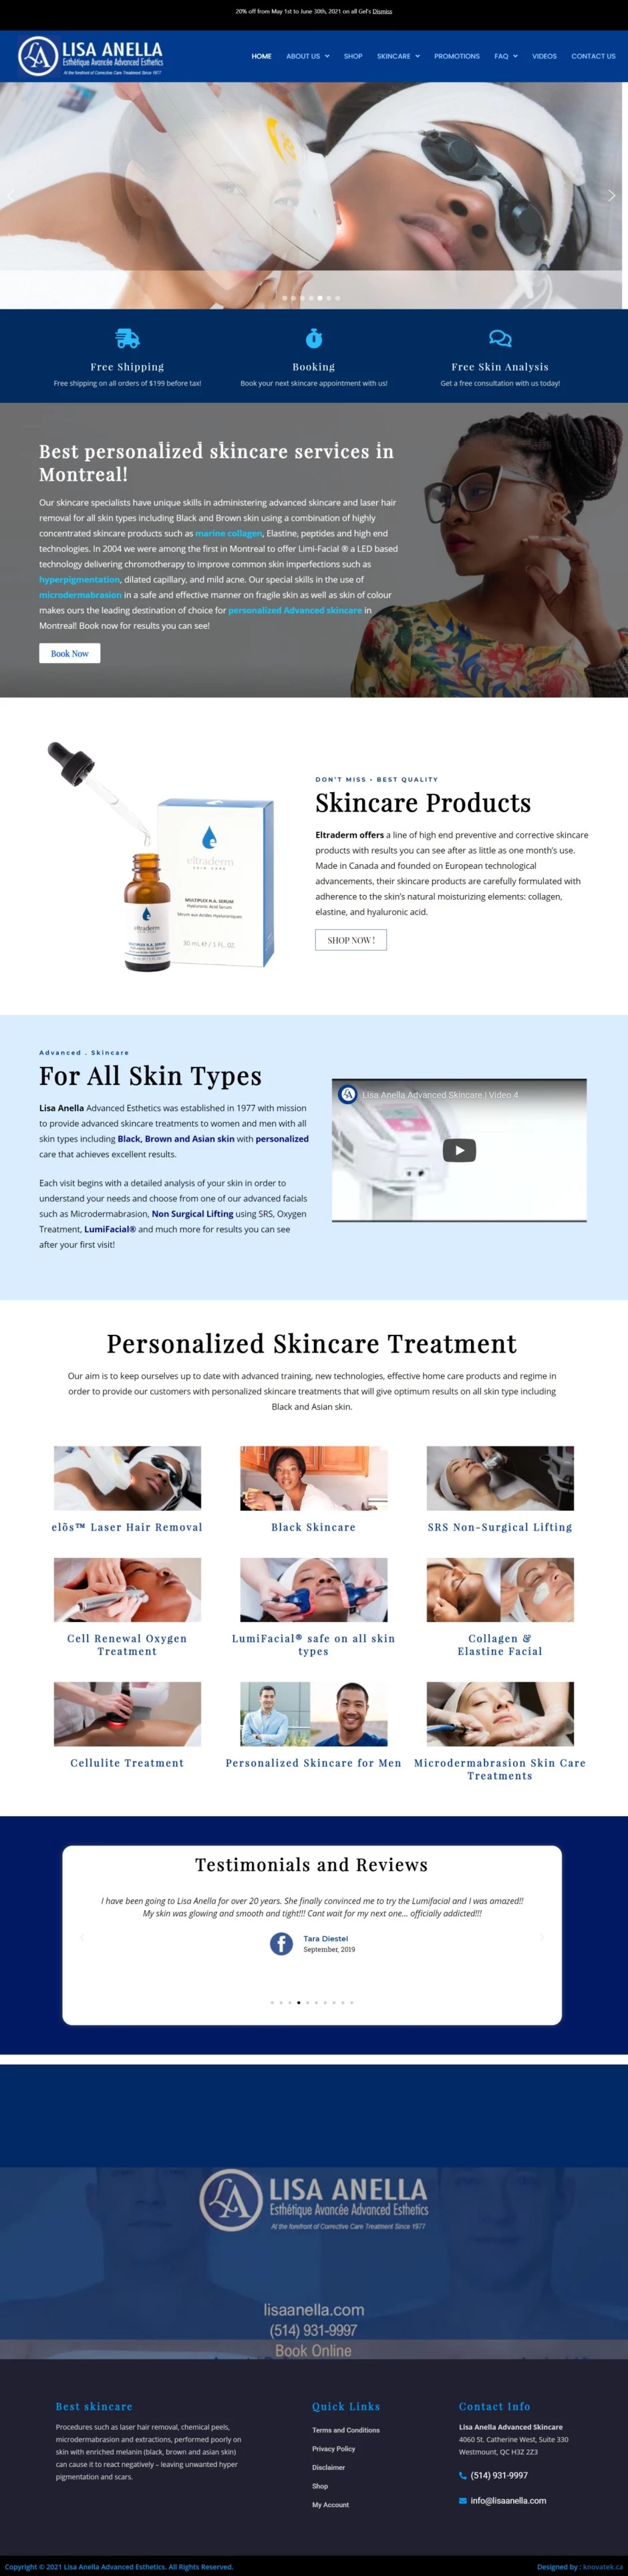 20% off from May 1st to June 30th, 2021 on all Gel's Dismiss
LISA ANELLA
Esthétique Avancée Advanced Esthetics
At the forefront of Corrective Care Treatment Since 1977
HOME ABOUT US SHOP SKINCARE PROMOTIONS FAQ VIDEOS CONTACT US
Free Shipping
Free shipping on all orders of $199 before tax!
Booking
Book your next skincare appointment with us!
Free Skin Analysis
Get a free consultation with us today!
Best personalized skincare services in
Montreal!
Our skincare specialists have unique skills in administering advanced skincare and laser hair
removal for all skin types including Black and Brown skin using a combination of highly
concentrated skincare products such as marine collagen, Elastine, peptides and high end
technologies. In 2004 we were among the first in Montreal to offer Limi-Facial ® a LED based
technology delivering chromotherapy to improve common skin imperfections such as
hyperpigmentation, dilated capillary, and mild acne. Our special skills in the use of
microdermabrasion in a safe and effective manner on fragile skin as well as skin of colour
makes ours the leading destination of choice for personalized Advanced skincare in
Montreal! Book now for results you can see!
Book Now
eltraderm
SKIN CARE
MULTIPLEX H.A. SERUM
Hyaluronic Acid Serum
Sérum aux Acides Hyaluroniques
30 mL e / 1 FL. OZ.
eltraderm
MULTIPLEX H.A. SERUM
DON'T MISS • BEST QUALITY
Skincare Products
Eltraderm offers a line of high end preventive and corrective skincare
products with results you can see after as little as one month's use.
Made in Canada and founded on European technological
advancements, their skincare products are carefully formulated with
adherence to the skin's natural moisturizing elements: collagen,
elastine, and hyaluronic acid.
SHOP NOW !
Advanced . Skincare
For All Skin Types
Lisa Anella Advanced Esthetics was established in 1977 with mission
to provide advanced skincare treatments to women and men with all
skin types including Black, Brown and Asian skin with personalized
care that achieves excellent results.
Each visit begins with a detailed analysis of your skin in order to
understand your needs and choose from one of our advanced facials
such as Microdermabrasion, Non Surgical Lifting using SRS, Oxygen
Treatment, LumiFacial® and much more for results you can see
after your first visit!
Lisa Anella Advanced Skincare | Video 4
Personalized Skincare Treatment
Our aim is to keep ourselves up to date with advanced training, new technologies, effective home care products and regime in
order to provide our customers with personalized skincare treatments that will give optimum results on all skin type including
Black and Asian skin.
elōs™ Laser Hair Removal
Black Skincare
SRS Non-Surgical Lifting
Cell Renewal Oxygen
Treatment
LumiFacial® safe on all skin
types
Collagen &
Elastine Facial
Cellulite Treatment
Personalized Skincare for Men
Microdermabrasion Skin Care
Treatments
Testimonials and Reviews
I have been going to Lisa Anella for over 20 years. She finally convinced me to try the Lumifacial and I was amazed!!
My skin was glowing and smooth and tight!!! Cant wait for my next one... officially addicted!!!
Tara Diestel
September, 2019
LISA ANELLA
Esthétique Avancée Advanced Esthetics
At the forefront of Corrective Care Treatment Since 1977
lisaanella.com
(514) 931-9997
Book Online
Best skincare
Procedures such as laser hair removal, chemical peels,
microdermabrasion and extractions, performed poorly on
skin with enriched melanin (black, brown and asian skin)
can cause it to react negatively – leaving unwanted hyper
pigmentation and scars.
Quick Links
Terms and Conditions
Privacy Policy
Disclaimer
Shop
My Account
Contact Info
Lisa Anella Advanced Skincare
4060 St. Catherine West, Suite 330
Westmount, QC H3Z 2Z3
(514) 931-9997
info@lisaanella.com
Copyright © 2021 Lisa Anella Advanced Esthetics. All Rights Reserved.
Designed by : knovatek.ca